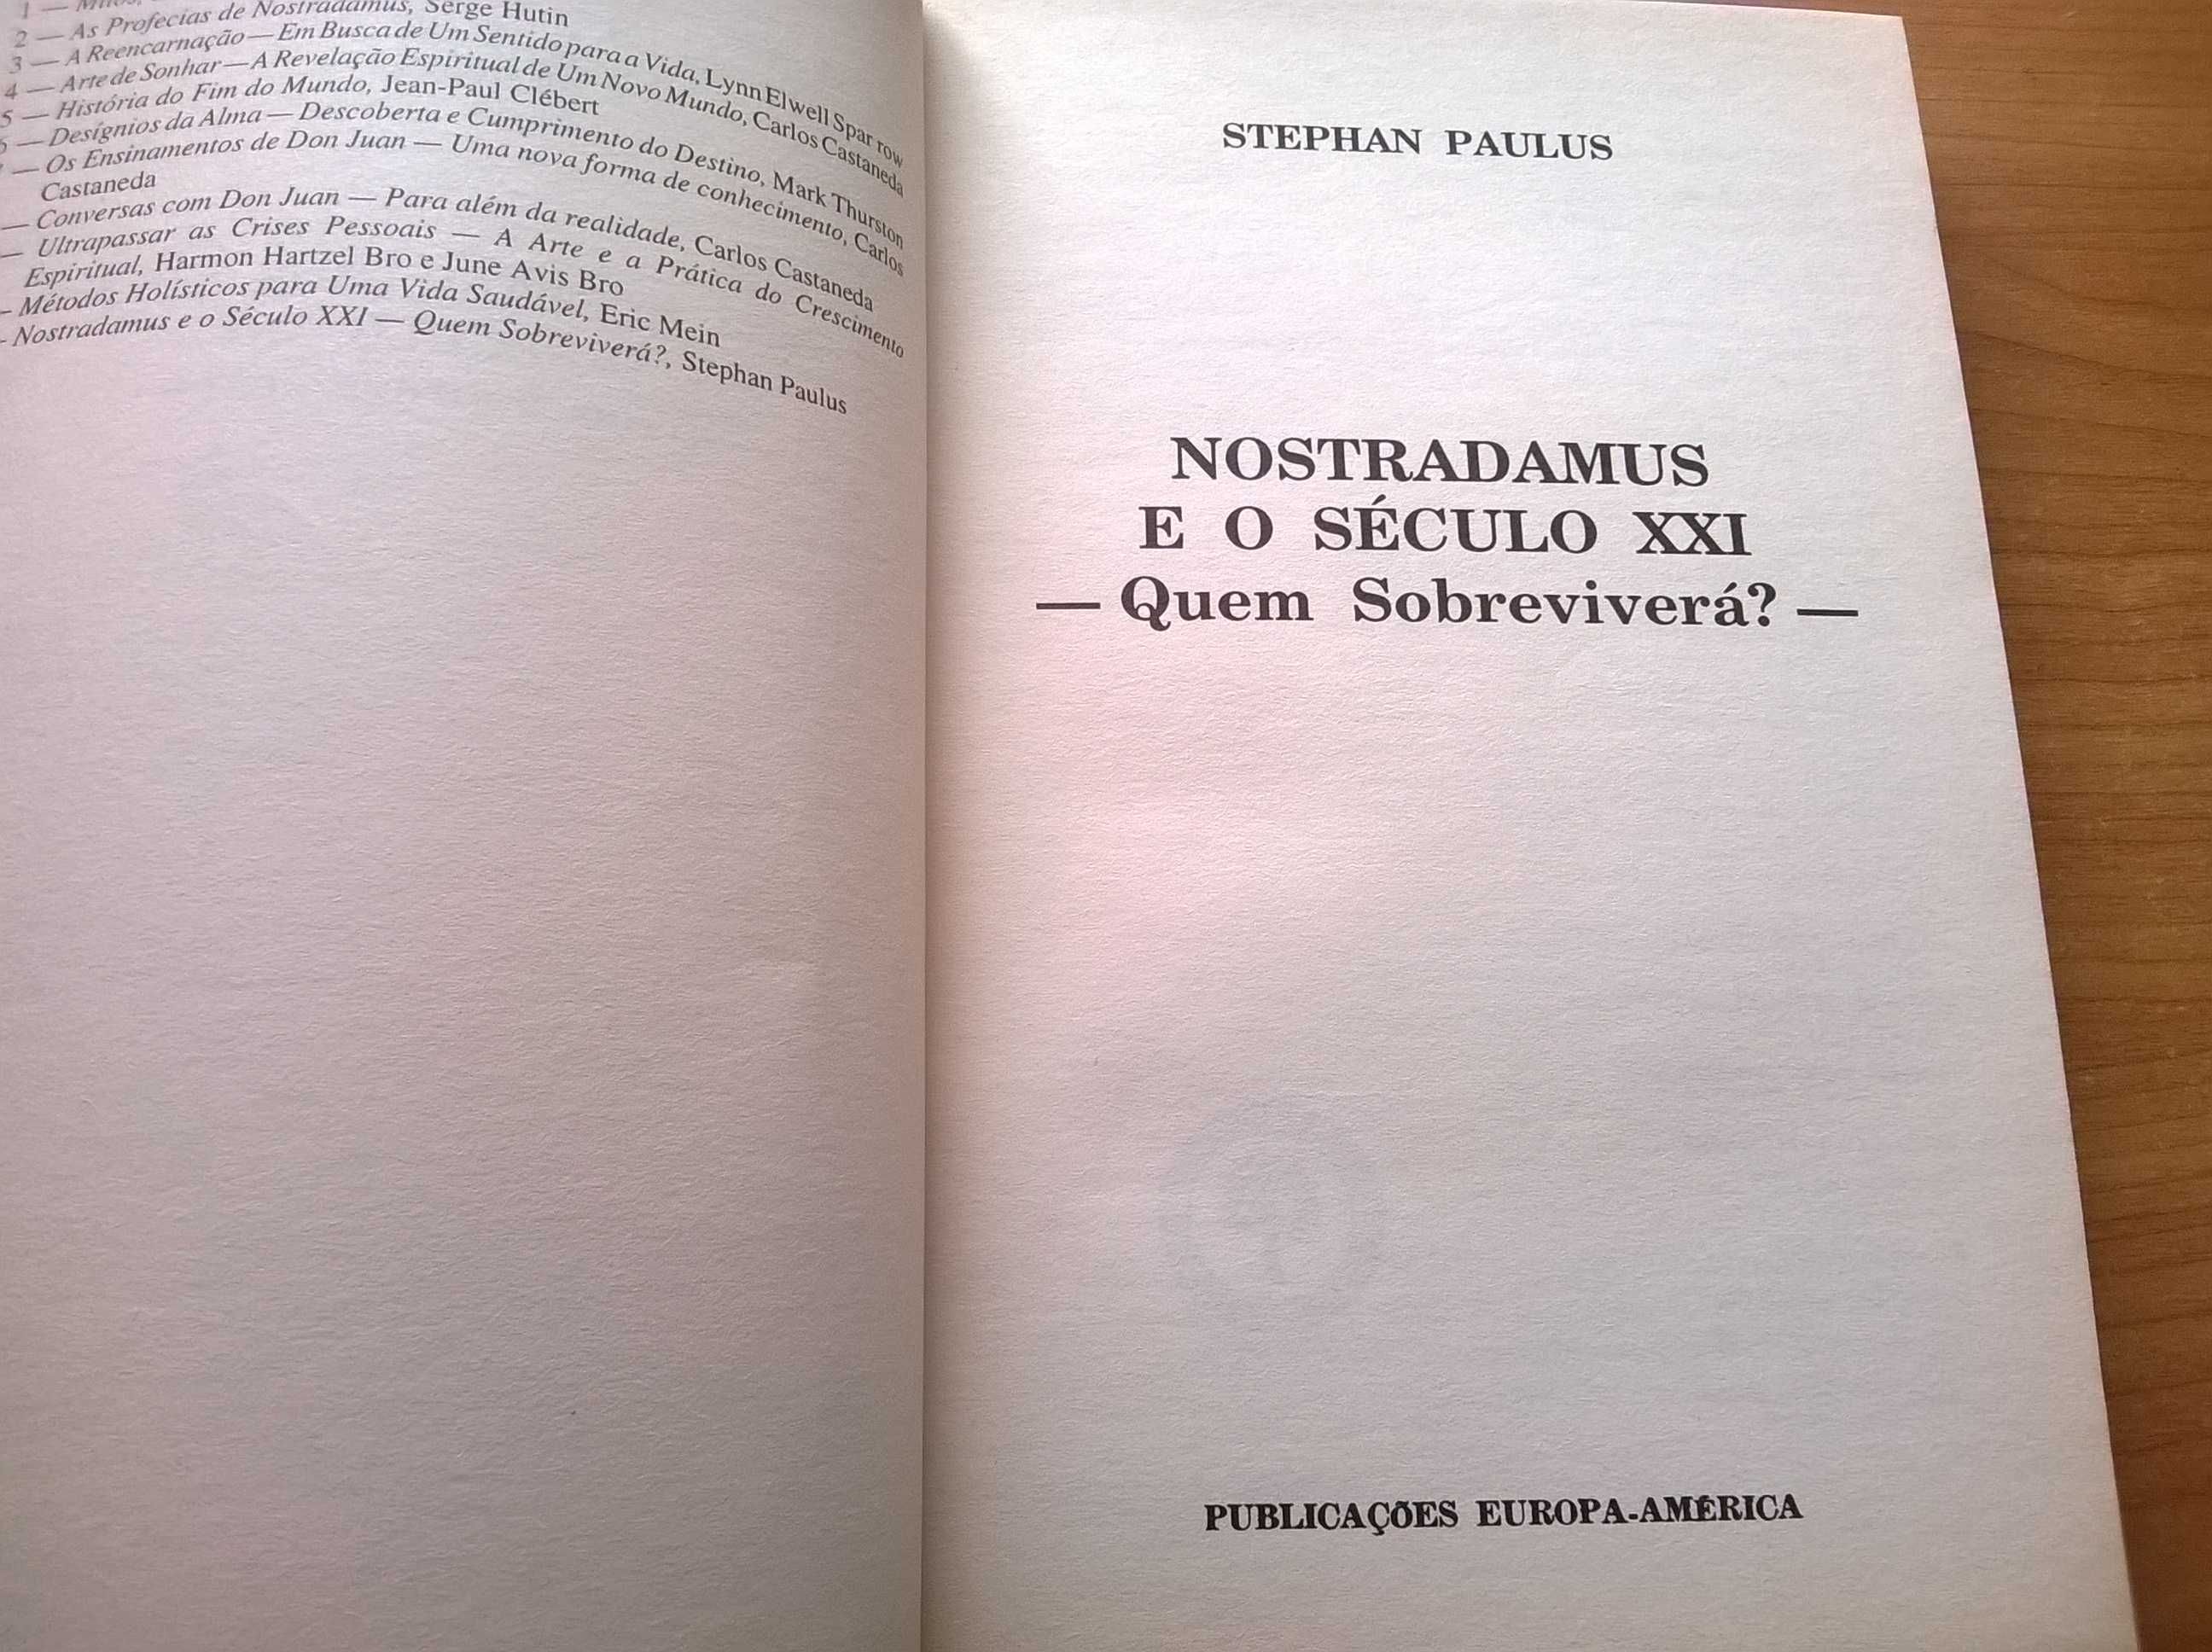 1 —
2 — As Profecias de Nostradamus, Serge Hutin
3 — A Reencarnação — Em Busca de Um Sentido para a Vida, Lynn Elwell Spar row
4 — Arte de Sonhar — A Revelação Espiritual de Um Novo Mundo, Carlos Castaneda
5 — História do Fim do Mundo, Jean-Paul Clébert
— Desígnios da Alma — Descoberta e Cumprimento do Destino, Mark Thurston
— Os Ensinamentos de Don Juan — Uma nova forma de conhecimento, Carlos
Castaneda
— Conversas com Don Juan — Para além da realidade, Carlos Castaneda
— Ultrapassar as Crises Pessoais — A Arte e a Prática do Crescimento
Espiritual, Harmon Hartzel Bro e June Avis Bro
— Métodos Holísticos para Uma Vida Saudável, Eric Mein
— Nostradamus e o Século XXI — Quem Sobreviverá?, Stephan Paulus
STEPHAN PAULUS
NOSTRADAMUS
E O SÉCULO XXI
— Quem Sobreviverá? —
PUBLICAÇÕES EUROPA-AMÉRICA